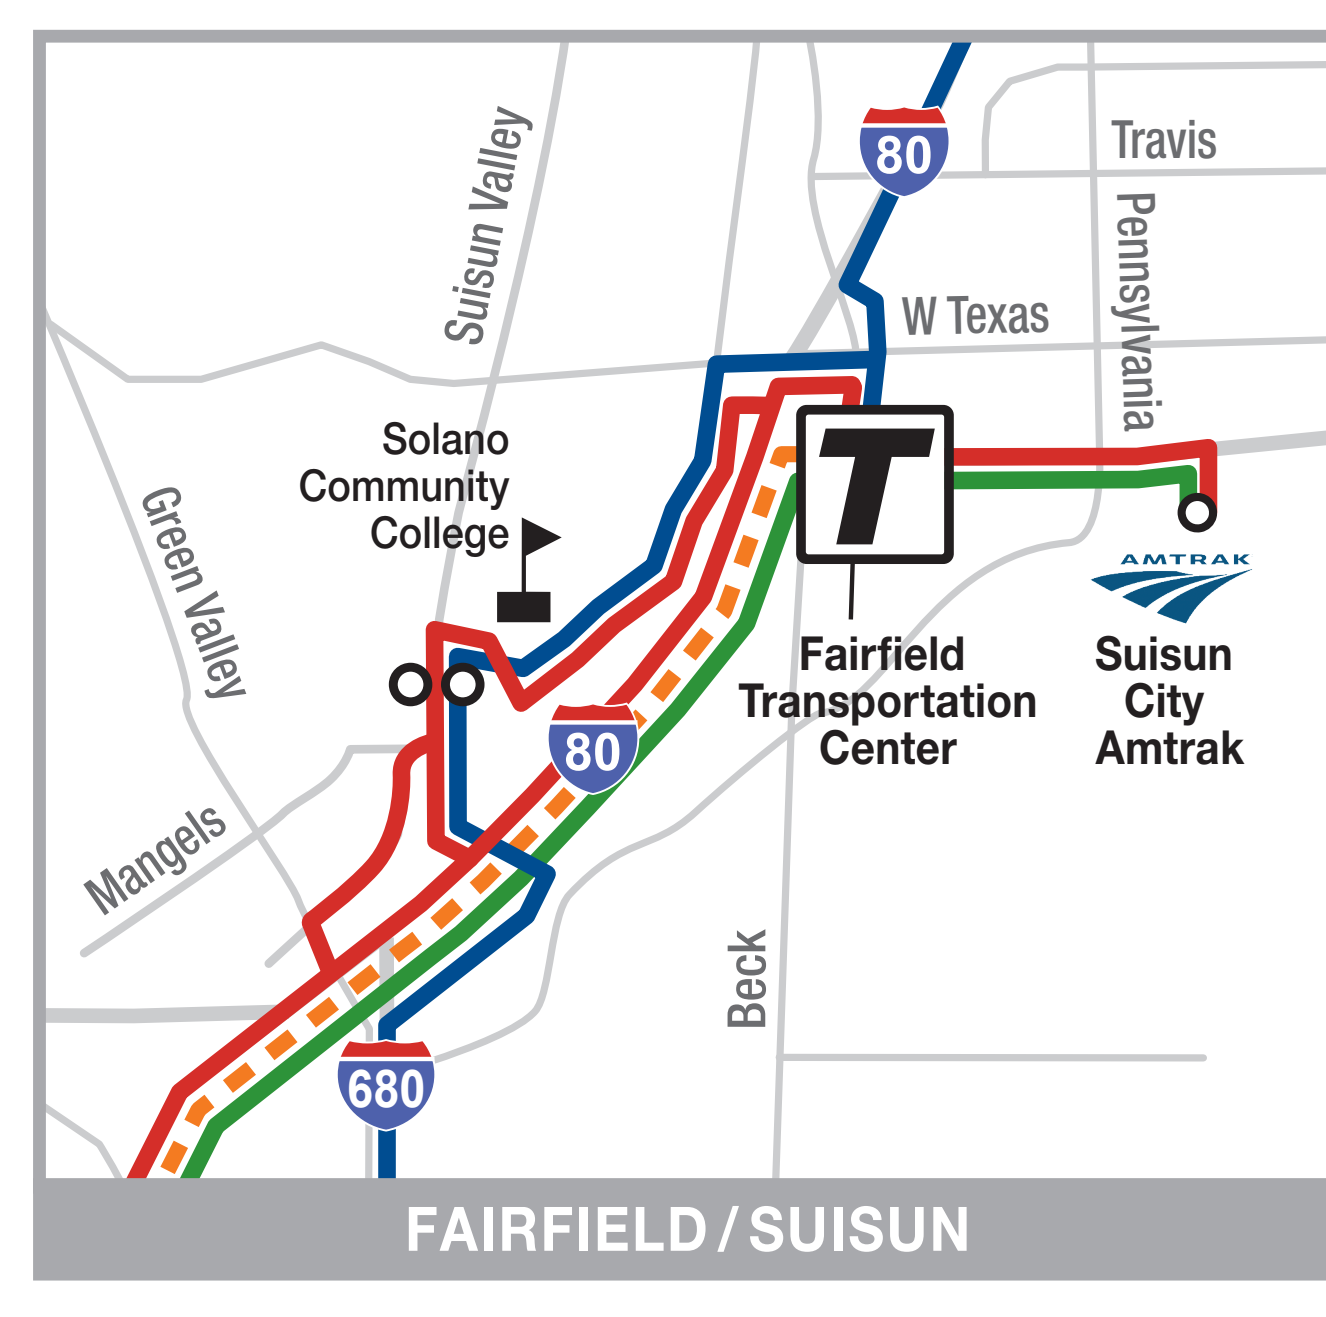 80
Travis
Suisun Valley
Pennsylvania
W Texas
Solano
Community
College
T
Green Valley
AMTRAK
Fairfield
Transportation
Center
Suisun
City
Amtrak
80
Mangels
Beck
680
FAIRFIELD / SUISUN